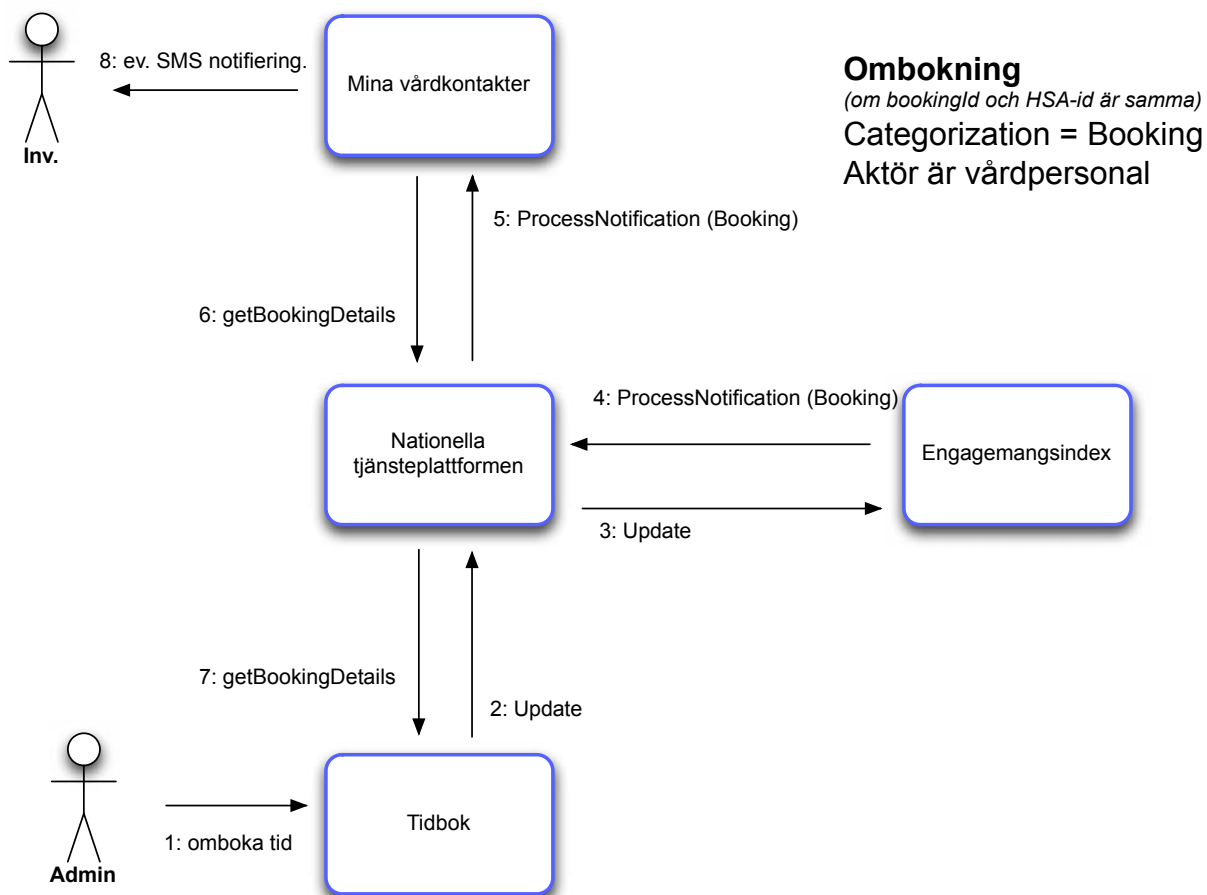 8: ev. SMS notifiering.
Inv.
Mina vårdkontakter
Ombokning
(om bookingId och HSA-id är samma)
Categorization = Booking
Aktör är vårdpersonal
5: ProcessNotification (Booking)
6: getBookingDetails
4: ProcessNotification (Booking)
Nationella
tjänsteplattformen
Engagemangsindex
3: Update
7: getBookingDetails
2: Update
Admin
1: omboka tid
Tidbok